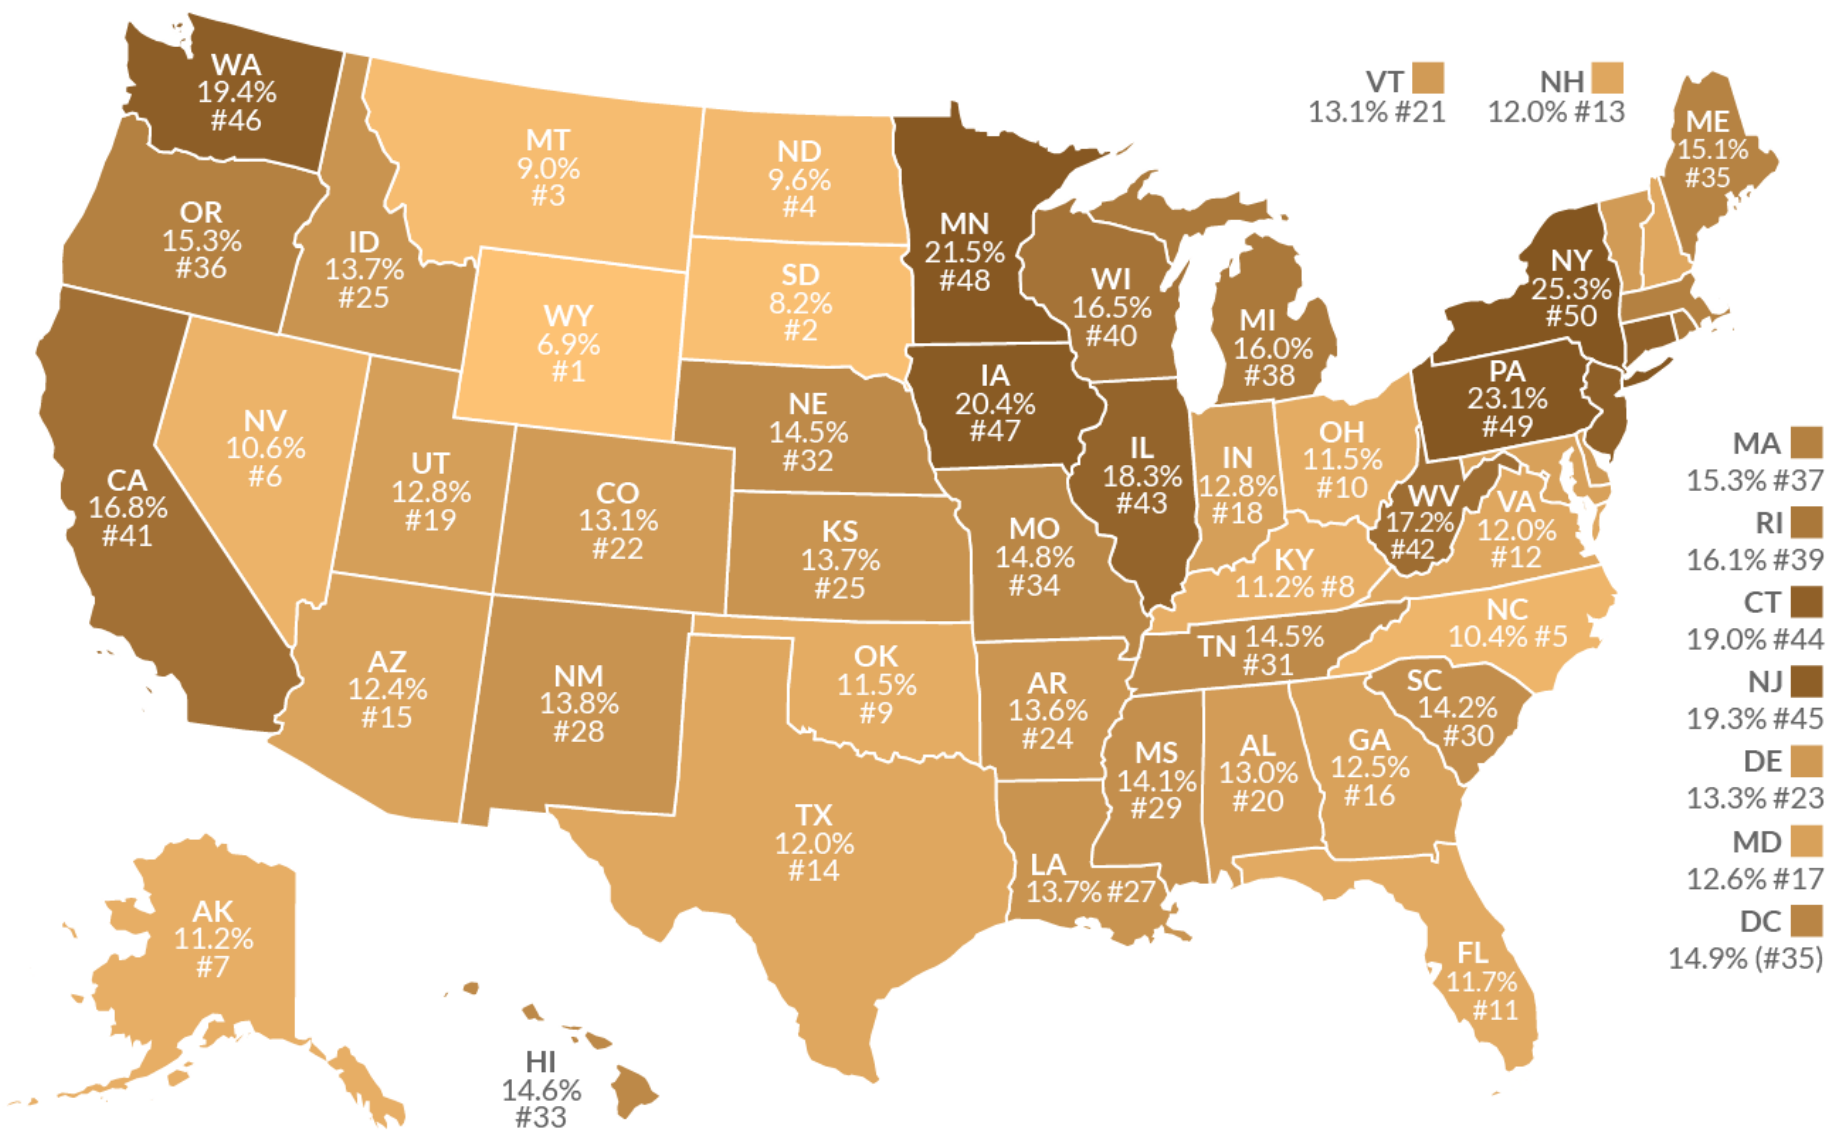 WA
19.4%
#46
VT
13.1% #21
NH
12.0% #13
ME
15.1%
#35
MT
9.0%
#3
ND
9.6%
#4
OR
15.3%
#36
ID
13.7%
#25
MN
21.5%
#48
WI
16.5%
#40
NY
25.3%
#50
WY
6.9%
#1
SD
8.2%
#2
MI
16.0%
#38
NV
10.6%
#6
NE
14.5%
#32
IA
20.4%
#47
PA
23.1%
#49
CA
16.8%
#41
UT
12.8%
#19
CO
13.1%
#22
KS
13.7%
#25
MO
14.8%
#34
IL
18.3%
#43
IN
12.8%
#18
OH
11.5%
#10
WV
17.2%
#42
VA
12.0%
#12
KY
11.2% #8
NC
10.4% #5
TN 14.5%
#31
SC
14.2%
#30
AZ
12.4%
#15
NM
13.8%
#28
OK
11.5%
#9
AR
13.6%
#24
MS
14.1%
#29
AL
13.0%
#20
GA
12.5%
#16
TX
12.0%
#14
LA
13.7% #27
FL
11.7%
#11
AK
11.2%
#7
HI
14.6%
#33
MA
15.3% #37
RI
16.1% #39
CT
19.0% #44
NJ
19.3% #45
DE
13.3% #23
MD
12.6% #17
DC
14.9% (#35)